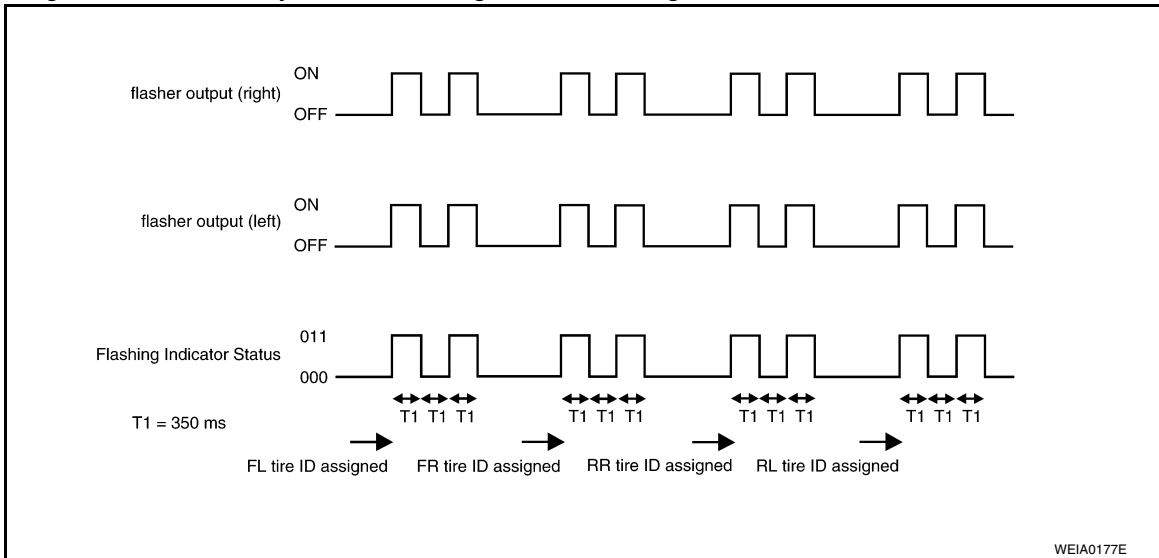 ON
flasher output (right)
OFF
ON
flasher output (left)
OFF
011
Flashing Indicator Status
000
T1 T1 T1 T1 T1 T1 T1 T1 T1 T1 T1 T1
T1 = 350 ms
FL tire ID assigned FR tire ID assigned RR tire ID assigned RL tire ID assigned
WEIA0177E